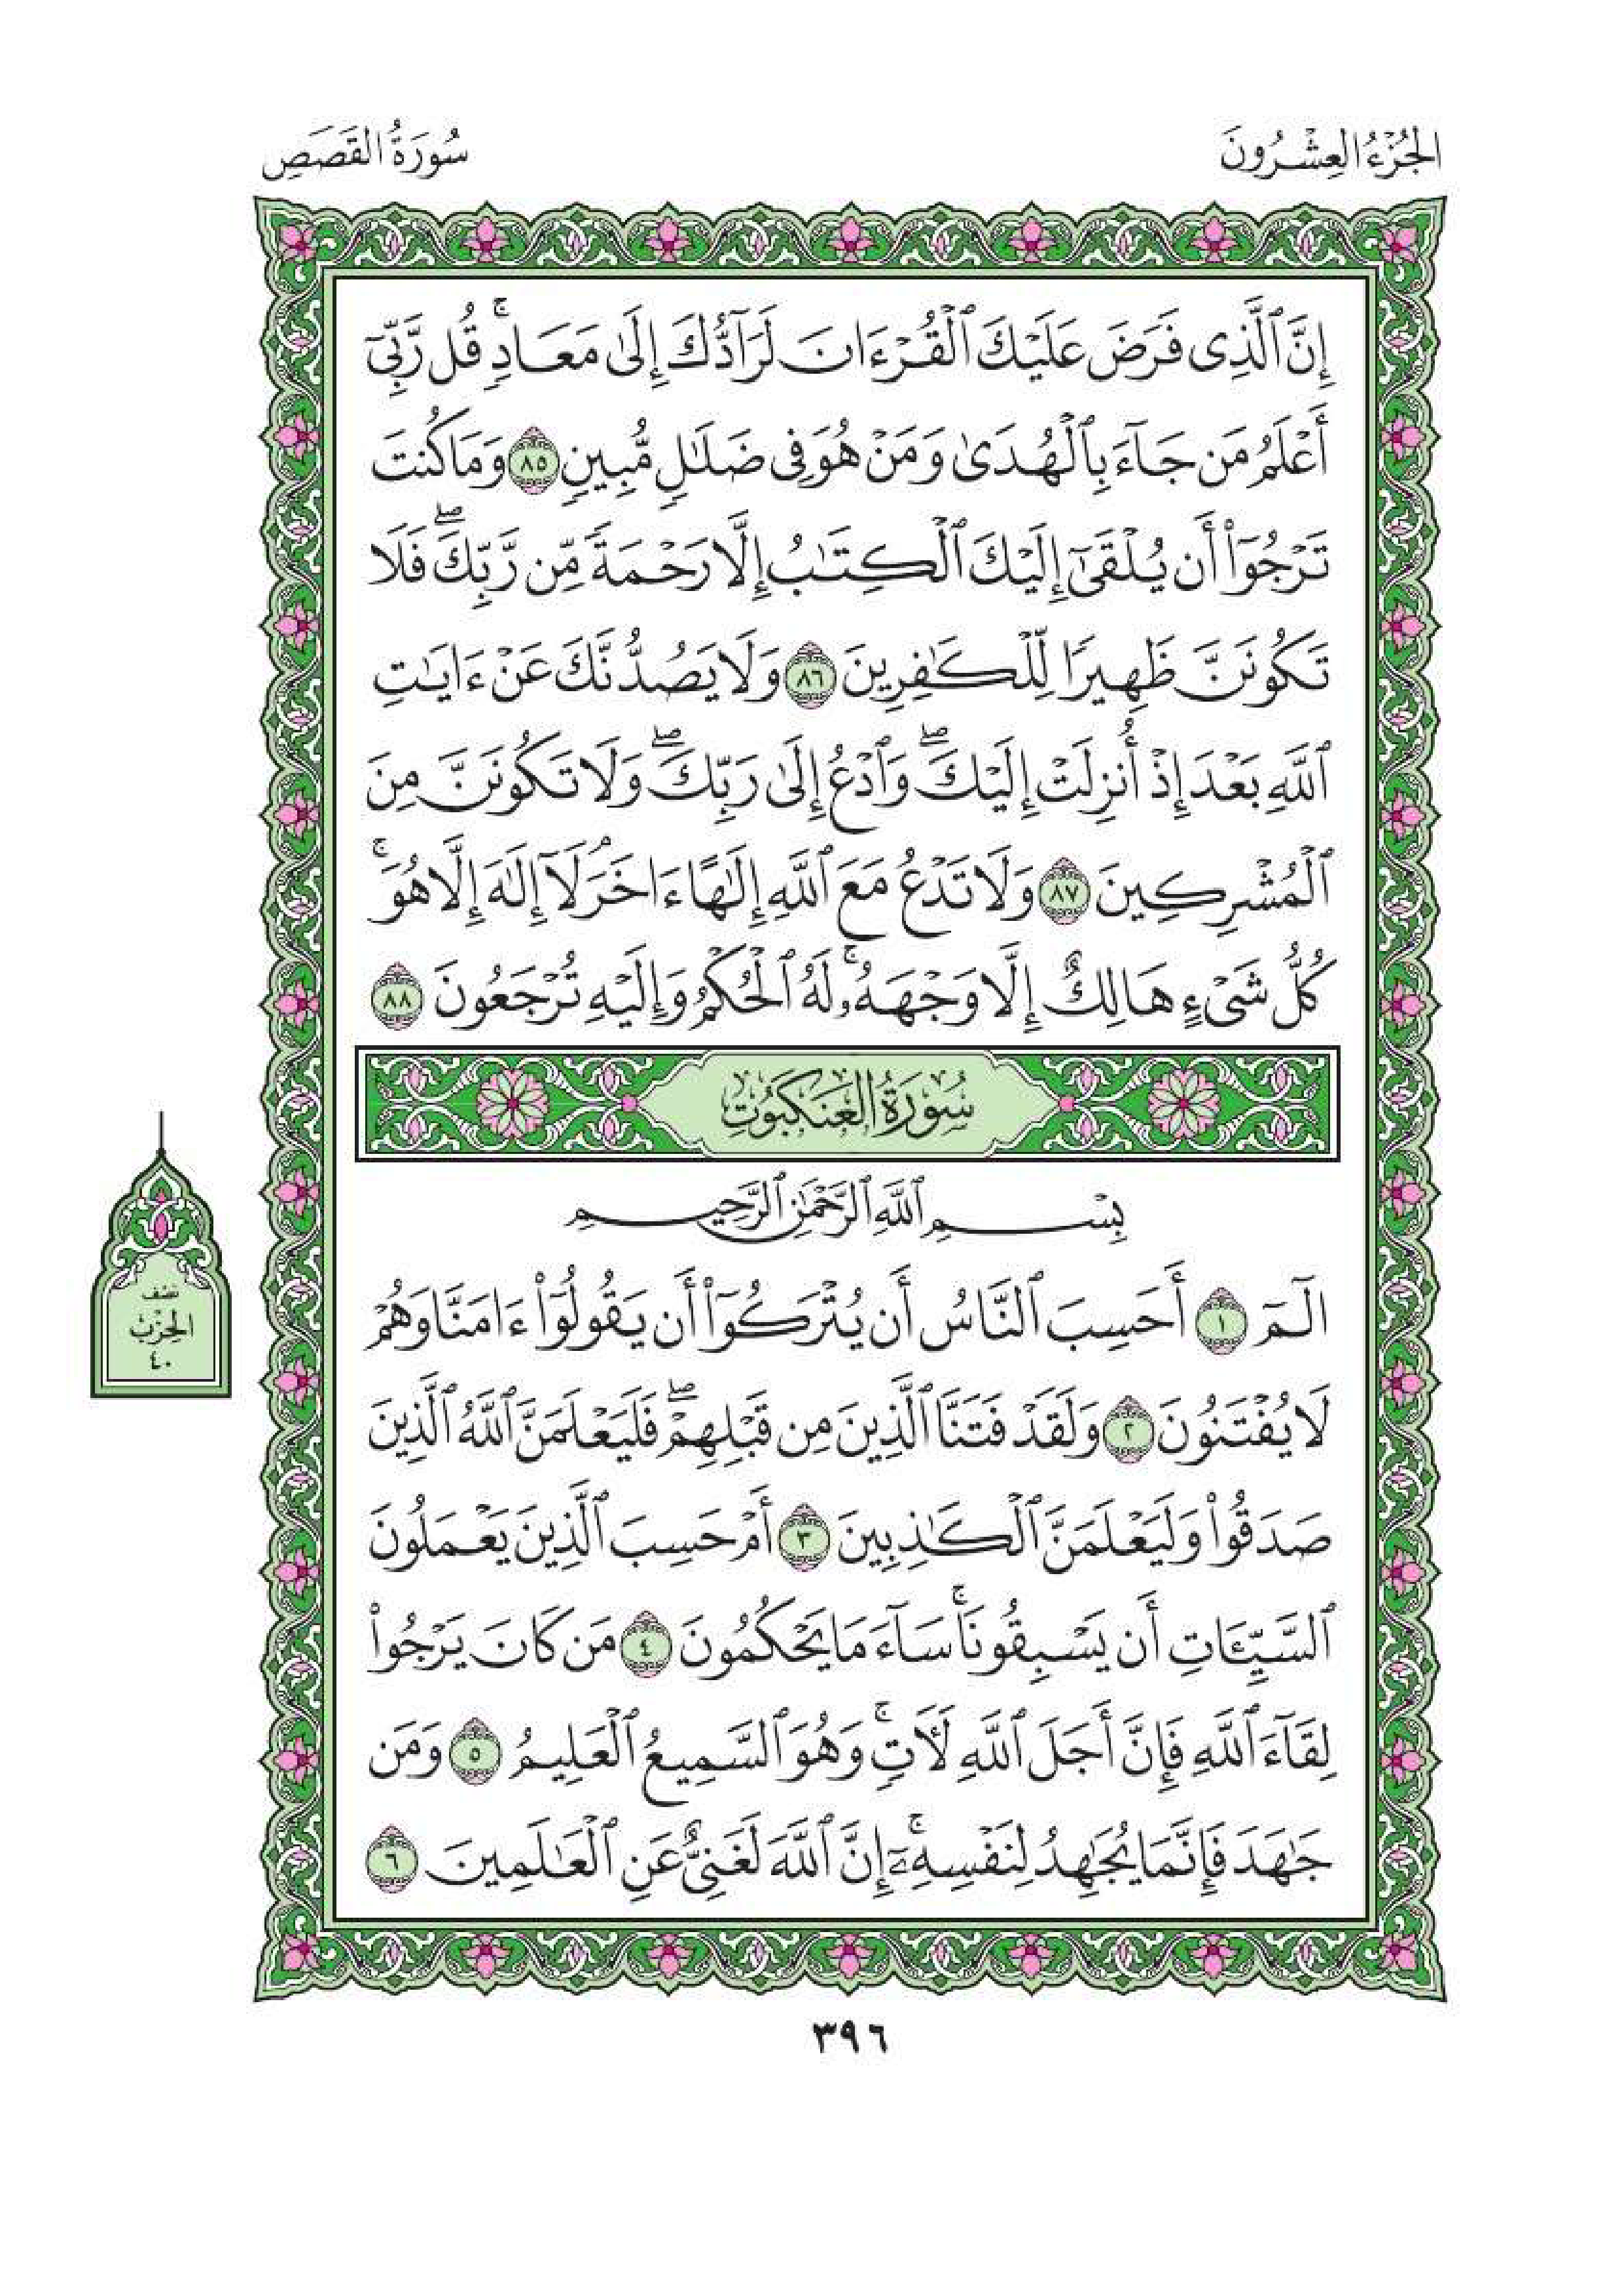 الجُزْءُ العِشْرُونَ
سُورَةُ القَصَصِ
إِنَّ ٱلَّذِى فَرَضَ عَلَيْكَ ٱلْقُرْءَانَ لَرَآدُّكَ إِلَىٰ مَعَادٍۚ قُل رَّبِّىٓ
أَعْلَمُ مَن جَآءَ بِٱلْهُدَىٰ وَمَنْ هُوَ فِى ضَلَٰلٍ مُّبِينٍ ٨٥ وَمَا كُنتَ
تَرْجُوٓا۟ أَن يُلْقَىٰٓ إِلَيْكَ ٱلْكِتَٰبُ إِلَّا رَحْمَةً مِّن رَّبِّكَۖ فَلَا
تَكُونَنَّ ظَهِيرًا لِّلْكَٰفِرِينَ ٨٦ وَلَا يَصُدُّنَّكَ عَنْ ءَايَٰتِ
ٱللَّهِ بَعْدَ إِذْ أُنزِلَتْ إِلَيْكَۖ وَٱدْعُ إِلَىٰ رَبِّكَۖ وَلَا تَكُونَنَّ مِنَ
ٱلْمُشْرِكِينَ ٨٧ وَلَا تَدْعُ مَعَ ٱللَّهِ إِلَٰهًا ءَاخَرَۘ لَآ إِلَٰهَ إِلَّا هُوَۚ
كُلُّ شَىْءٍ هَالِكٌ إِلَّا وَجْهَهُۥۚ لَهُ ٱلْحُكْمُ وَإِلَيْهِ تُرْجَعُونَ ٨٨
سُورَةُ العَنكَبُوتِ
بِسْمِ ٱللَّهِ ٱلرَّحْمَٰنِ ٱلرَّحِيمِ
الٓمٓ ١ أَحَسِبَ ٱلنَّاسُ أَن يُتْرَكُوٓا۟ أَن يَقُولُوٓا۟ ءَامَنَّا وَهُمْ
لَا يُفْتَنُونَ ٢ وَلَقَدْ فَتَنَّا ٱلَّذِينَ مِن قَبْلِهِمْۖ فَلَيَعْلَمَنَّ ٱللَّهُ ٱلَّذِينَ
صَدَقُوا۟ وَلَيَعْلَمَنَّ ٱلْكَٰذِبِينَ ٣ أَمْ حَسِبَ ٱلَّذِينَ يَعْمَلُونَ
ٱلسَّيِّـَٔاتِ أَن يَسْبِقُونَاۚ سَآءَ مَا يَحْكُمُونَ ٤ مَن كَانَ يَرْجُوا۟
لِقَآءَ ٱللَّهِ فَإِنَّ أَجَلَ ٱللَّهِ لَـَٔاتٍۚ وَهُوَ ٱلسَّمِيعُ ٱلْعَلِيمُ ٥ وَمَن
جَٰهَدَ فَإِنَّمَا يُجَٰهِدُ لِنَفْسِهِۦٓۚ إِنَّ ٱللَّهَ لَغَنِىٌّ عَنِ ٱلْعَٰلَمِينَ ٦
نصف
الحِزْب
٤٠
٣٩٦